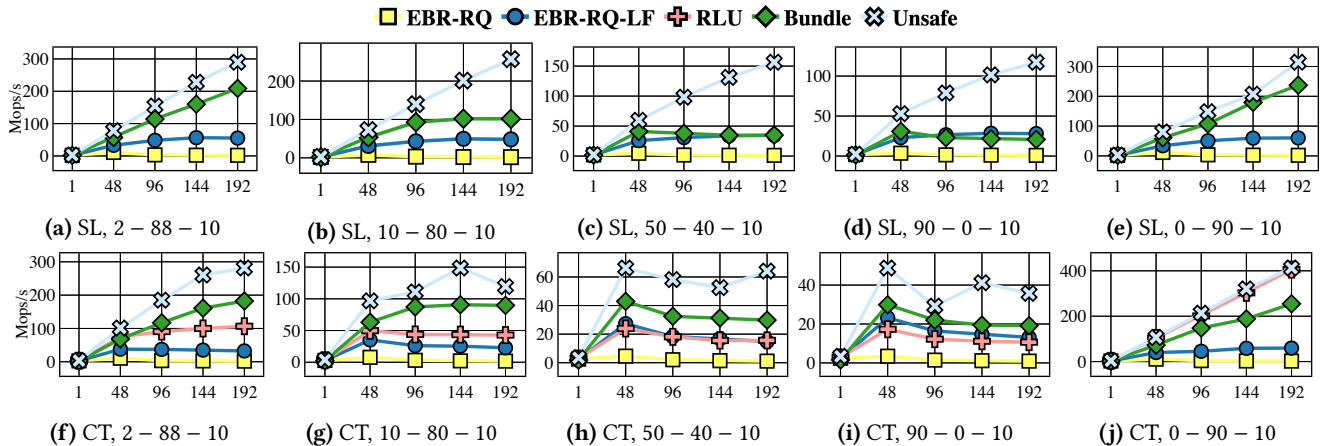 EBR-RQ EBR-RQ-LF RLU Bundle Unsafe
Mops/s
300
200
100
0
1 48 96 144 192
(a) SL, 2 − 88 − 10
200
100
0
1 48 96 144 192
(b) SL, 10 − 80 − 10
150
100
50
0
1 48 96 144 192
(c) SL, 50 − 40 − 10
100
50
0
1 48 96 144 192
(d) SL, 90 − 0 − 10
300
200
100
0
1 48 96 144 192
(e) SL, 0 − 90 − 10
Mops/s
300
200
100
0
1 48 96 144 192
(f) CT, 2 − 88 − 10
150
100
50
0
1 48 96 144 192
(g) CT, 10 − 80 − 10
60
40
20
0
1 48 96 144 192
(h) CT, 50 − 40 − 10
40
20
0
1 48 96 144 192
(i) CT, 90 − 0 − 10
400
200
0
1 48 96 144 192
(j) CT, 0 − 90 − 10